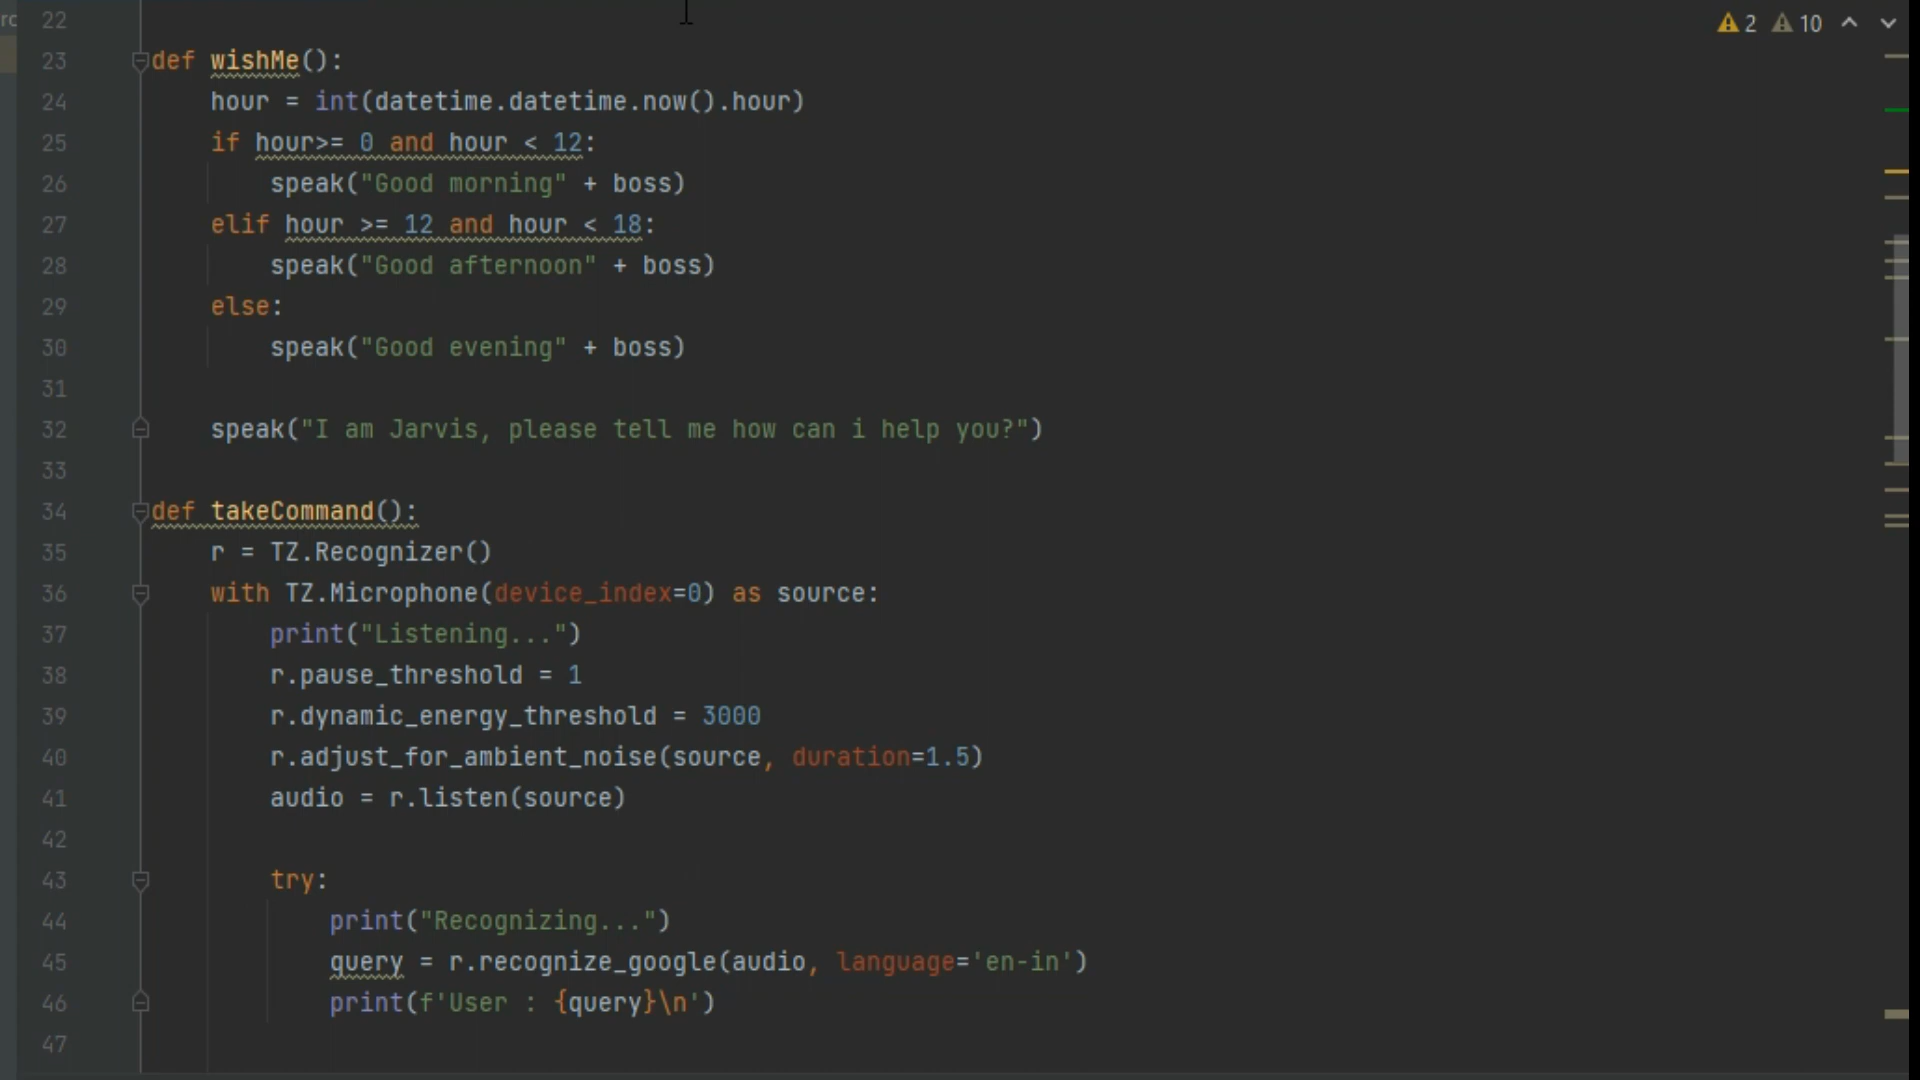 rc
22
2 10
23 def wishMe():
24 hour = int(datetime.datetime.now().hour)
25 if hour>= 0 and hour < 12:
26 speak("Good morning" + boss)
27 elif hour >= 12 and hour < 18:
28 speak("Good afternoon" + boss)
29 else:
30 speak("Good evening" + boss)
31
32 speak("I am Jarvis, please tell me how can i help you?")
33
34 def takeCommand():
35 r = TZ.Recognizer()
36 with TZ.Microphone(device_index=0) as source:
37 print("Listening...")
38 r.pause_threshold = 1
39 r.dynamic_energy_threshold = 3000
40 r.adjust_for_ambient_noise(source, duration=1.5)
41 audio = r.listen(source)
42
43 try:
44 print("Recognizing...")
45 query = r.recognize_google(audio, language='en-in')
46 print(f'User : {query}\n')
47